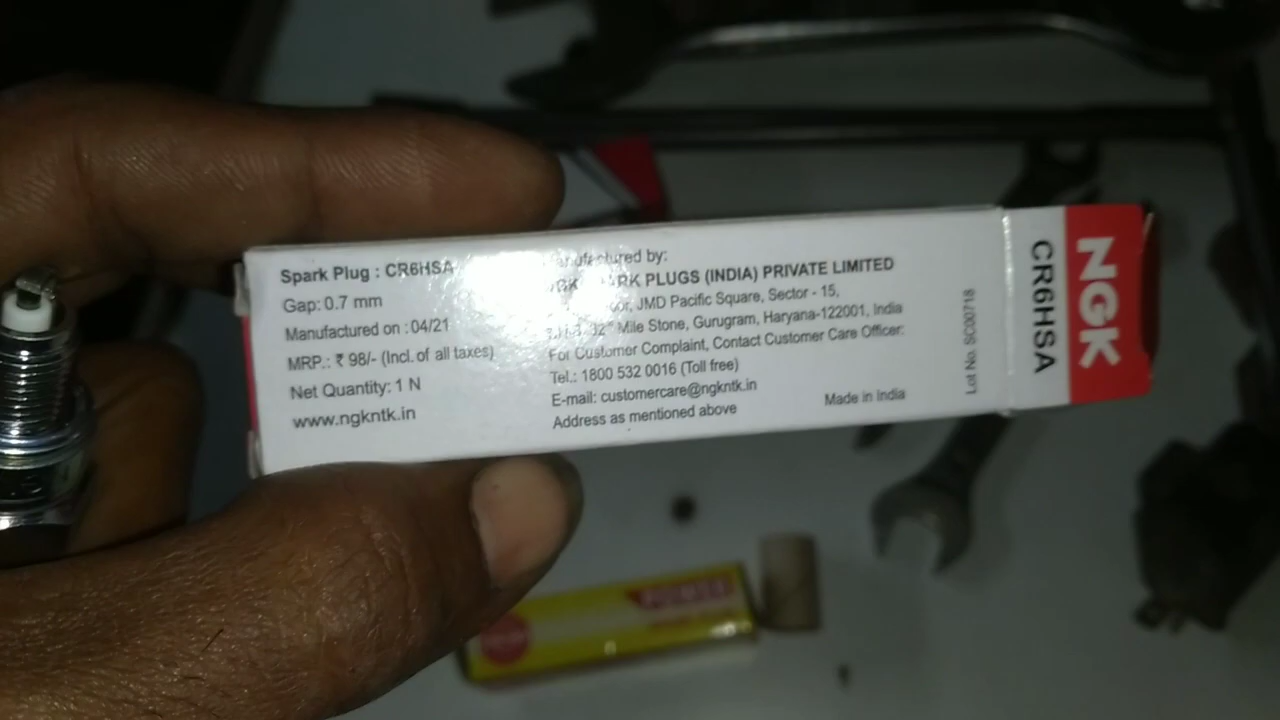 Spark Plug : CR6HSA
Gap: 0.7 mm
Manufactured on : 04/21
MRP.: ₹ 98/- (Incl. of all taxes)
Net Quantity: 1 N
www.ngkntk.in
by:
PLUGS (INDIA) PRIVATE LIMITED
JMD Pacific Square, Sector - 15,
Mile Stone, Gurugram, Haryana-122001, India
For Customer Complaint, Contact Customer Care Officer:
Tel.: 1800 532 0016 (Toll free)
E-mail: customercare@ngkntk.in
Address as mentioned above
Made in India
Lot No. SC00718
CR6HSA
NGK